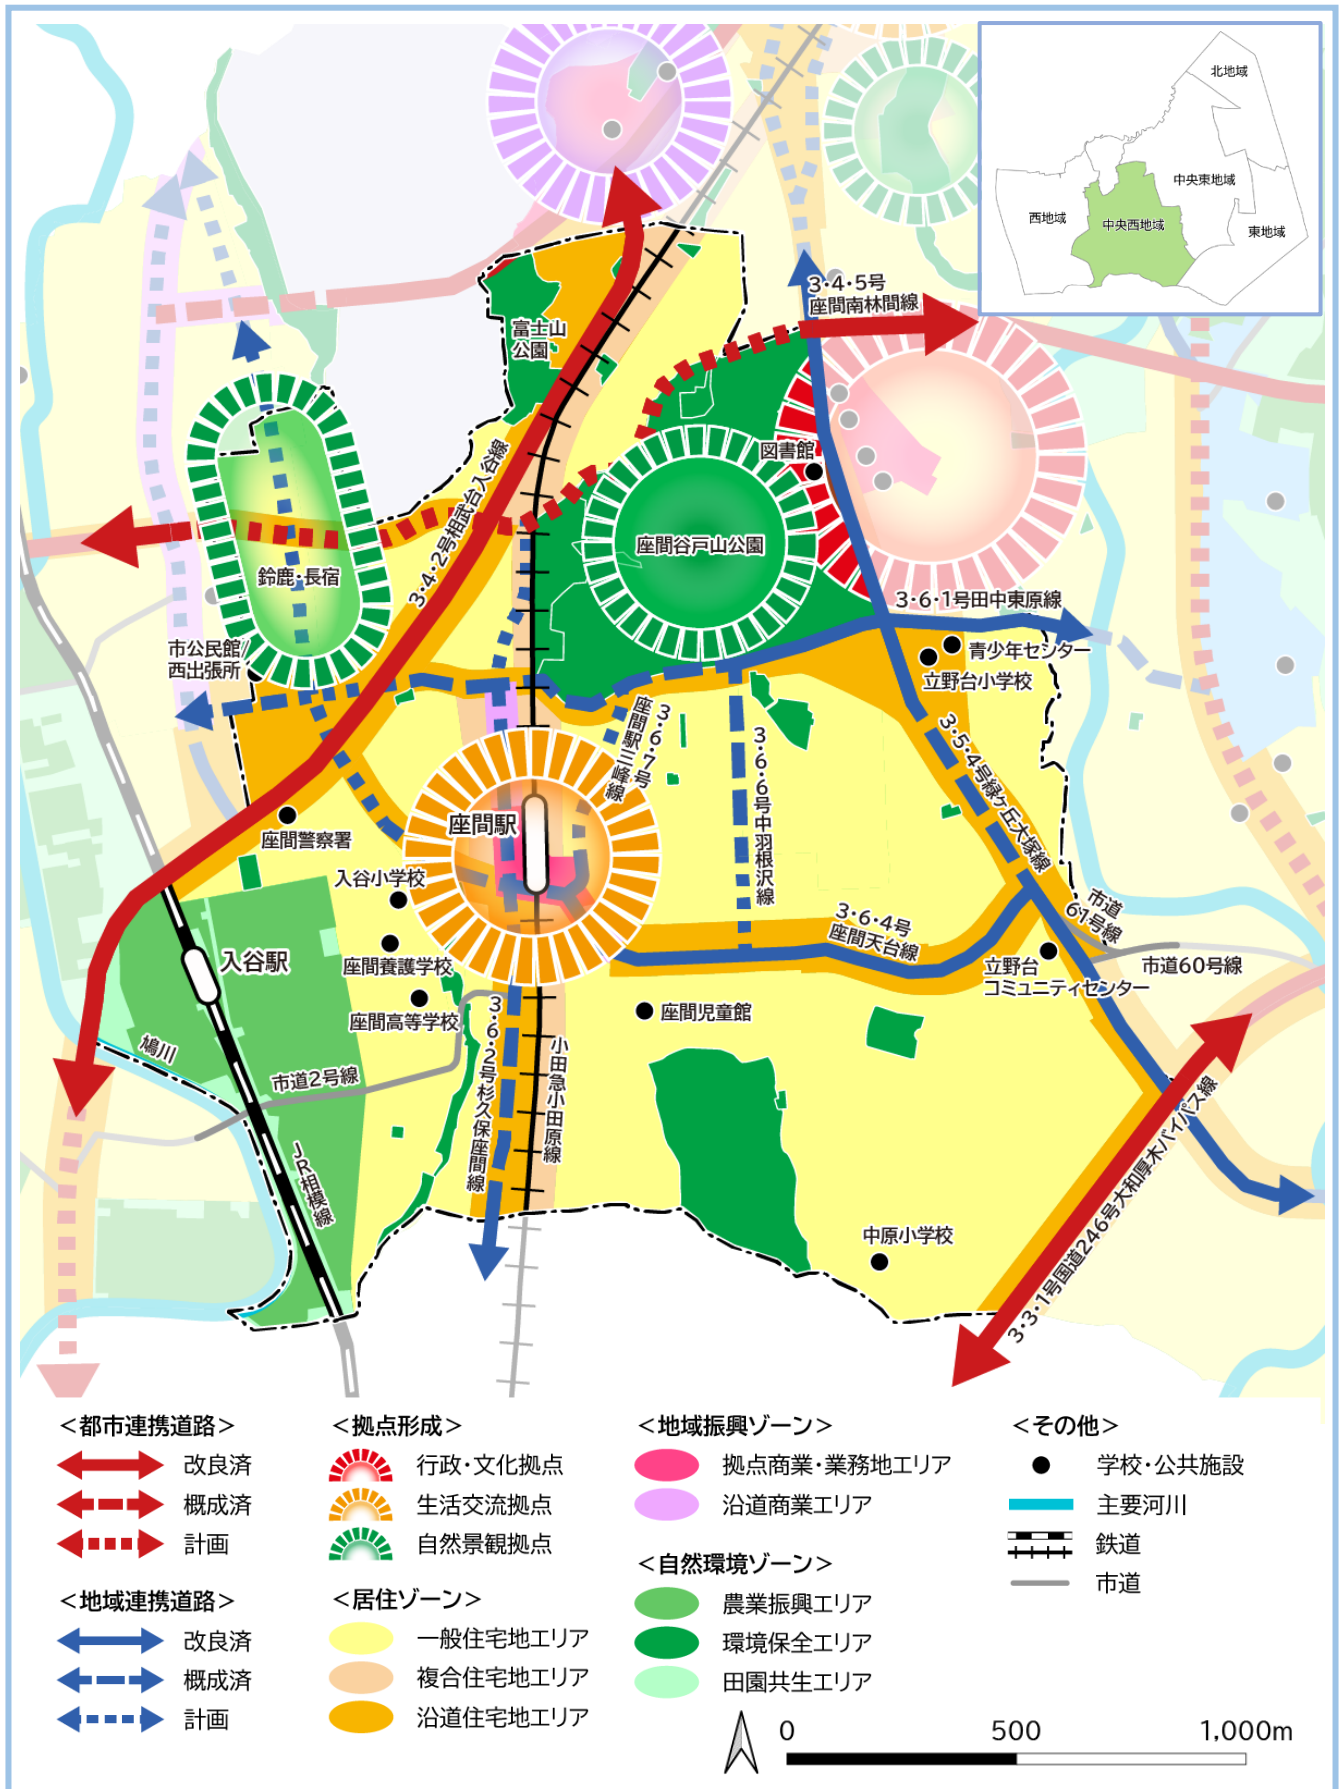 北地域
中央東地域
西地域
中央西地域
東地域
3・4・5号
座間南林間線
富士山
公園
3・4・2号相武台入谷線
図書館
座間谷戸山公園
鈴鹿・長宿
3・6・1号田中東原線
市公民館/
西出張所
青少年センター
立野台小学校
3・6・7号
座間駅三峰線
3・6・6号中羽根沢線
3・5・4号緑ケ丘大塚線
座間駅
座間警察署
入谷小学校
市道
61号線
3・6・4号
座間天台線
入谷駅
座間養護学校
立野台
コミュニティセンター
市道60号線
座間高等学校
座間児童館
3・6・2号杉久保座間線
小田急小田原線
鳩川
市道2号線
JR相模線
3・3・1号国道246号大和厚木バイパス線
中原小学校
<都市連携道路>
改良済
概成済
計画
<地域連携道路>
改良済
概成済
計画
<拠点形成>
行政・文化拠点
生活交流拠点
自然景観拠点
<居住ゾーン>
一般住宅地エリア
複合住宅地エリア
沿道住宅地エリア
<地域振興ゾーン>
拠点商業・業務地エリア
沿道商業エリア
<自然環境ゾーン>
農業振興エリア
環境保全エリア
田園共生エリア
<その他>
学校・公共施設
主要河川
鉄道
市道
0 500 1,000m